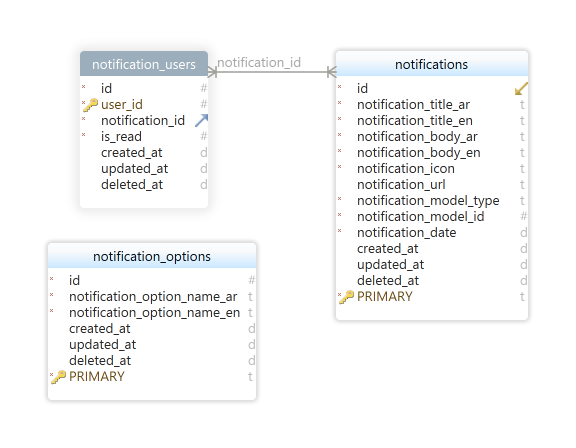 notification_users
id #
user_id #
notification_id
is_read #
created_at d
updated_at d
deleted_at d
notification_id
notifications
id
notification_title_ar t
notification_title_en t
notification_body_ar t
notification_body_en t
notification_icon t
notification_url t
notification_model_type t
notification_model_id #
notification_date d
created_at d
updated_at d
deleted_at d
PRIMARY t
notification_options
id #
notification_option_name_ar t
notification_option_name_en t
created_at d
updated_at d
deleted_at d
PRIMARY t